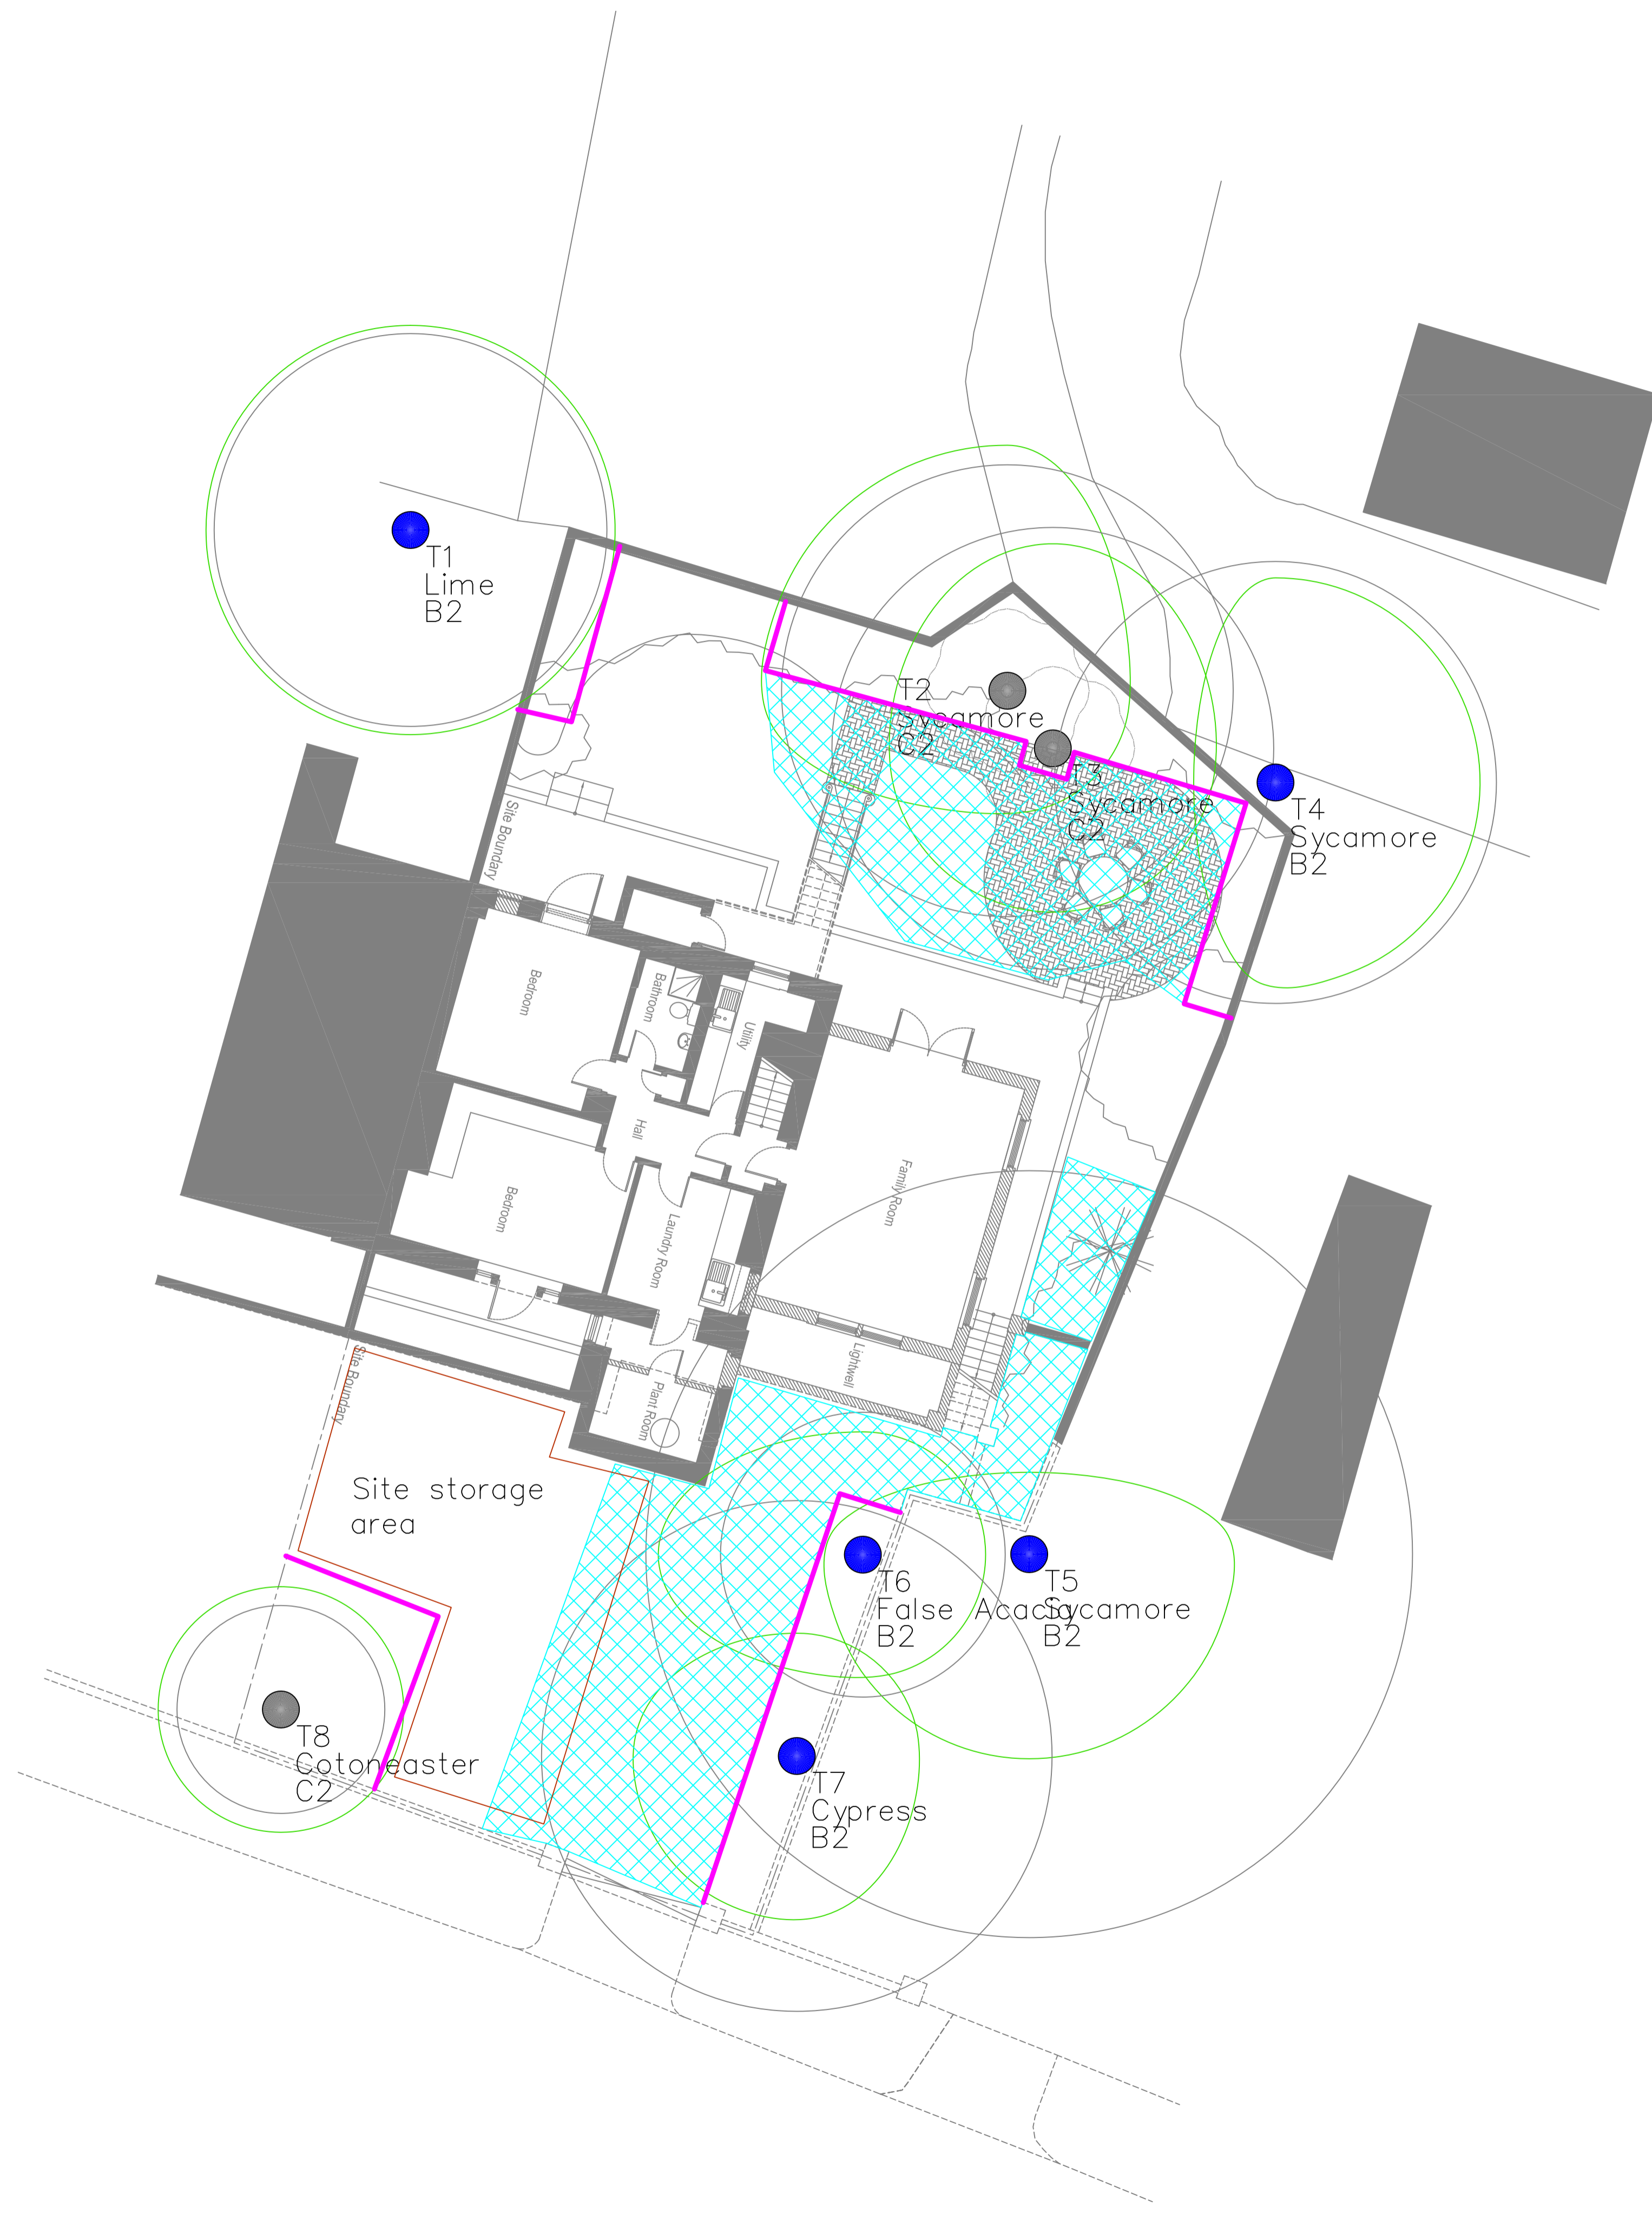 T1
Lime
B2
T2
Sycamore
C2
T3
Sycamore
C2
T4
Sycamore
B2
Site Boundary
Bedroom
Bathroom
Utility
Hall
Bedroom
Laundry Room
Family Room
Lightwell
Plant Room
Site Boundary
Site storage
area
T6
False Acacia
B2
T5
Sycamore
B2
T8
Cotoneaster
C2
T7
Cypress
B2